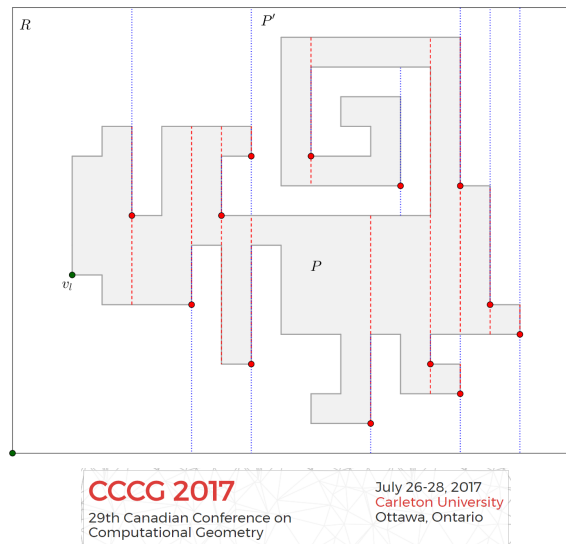 R
P′
P
v_l
CCCG 2017
29th Canadian Conference on
Computational Geometry
July 26-28, 2017
Carleton University
Ottawa, Ontario